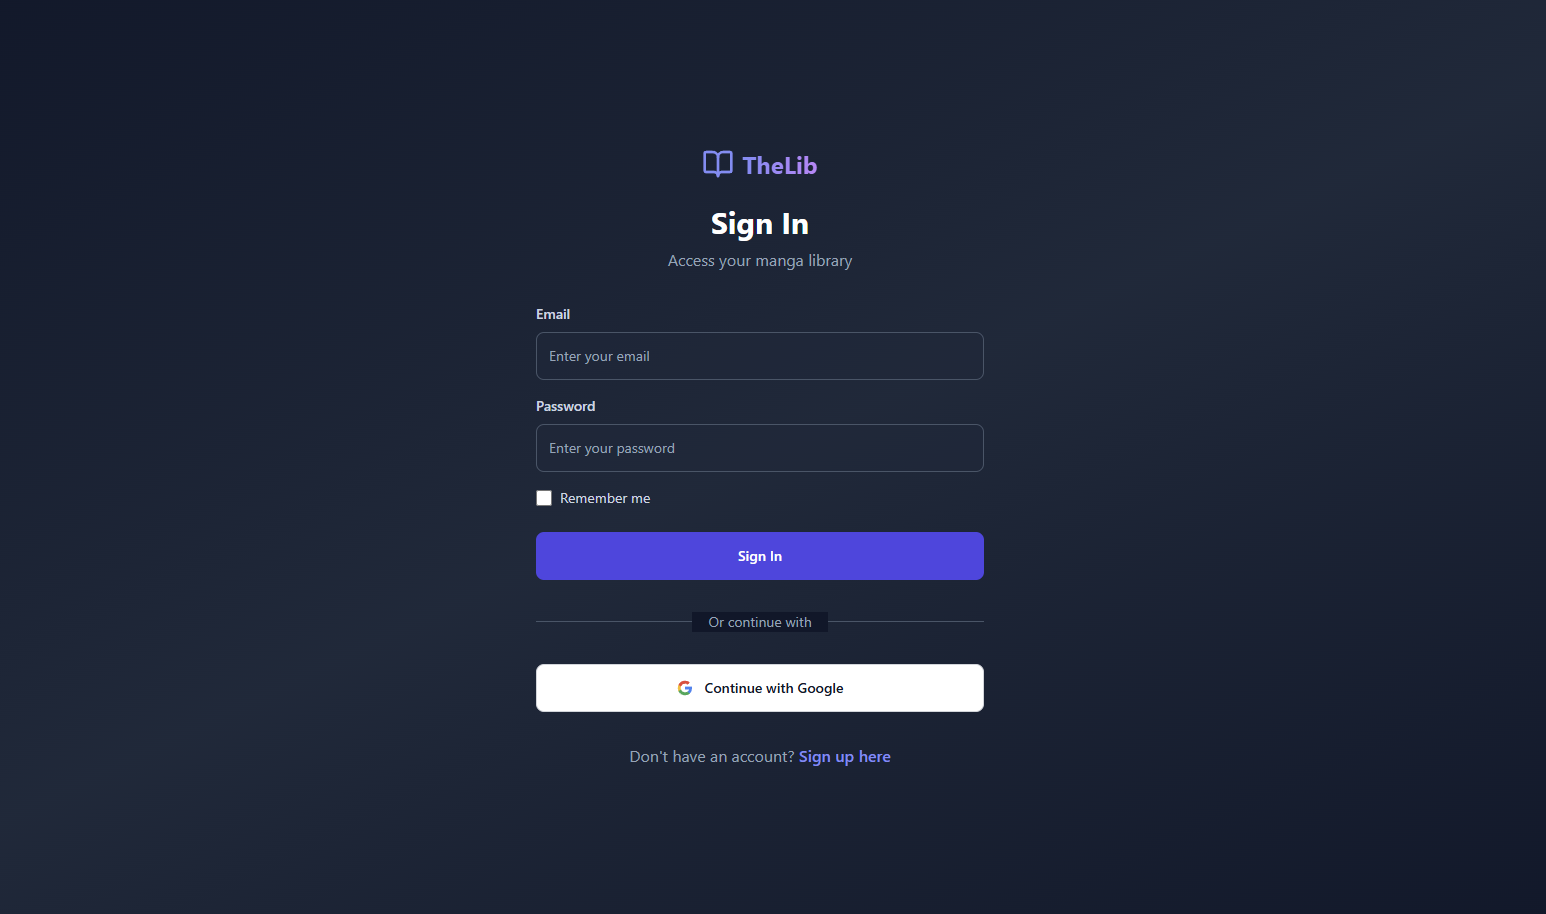 TheLib
Sign In
Access your manga library
Email
Enter your email
Password
Enter your password
Remember me
Sign In
Or continue with
Continue with Google
Don't have an account? Sign up here